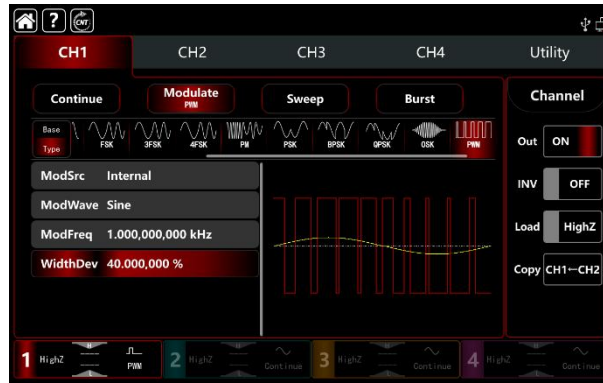 ? CNT
CH1 CH2 CH3 CH4 Utility
Continue Modulate PWM Sweep Burst Channel
Base Type FSK 3FSK 4FSK PM PSK BPSK QPSK OSK PWM
Out ON
ModSrc Internal
INV OFF
ModWave Sine
ModFreq 1.000,000,000 kHz
Load HighZ
WidthDev 40.000,000 %
Copy CH1←CH2
1 HighZ H L PWM 2 HighZ Continue 3 HighZ Continue 4 HighZ Continue